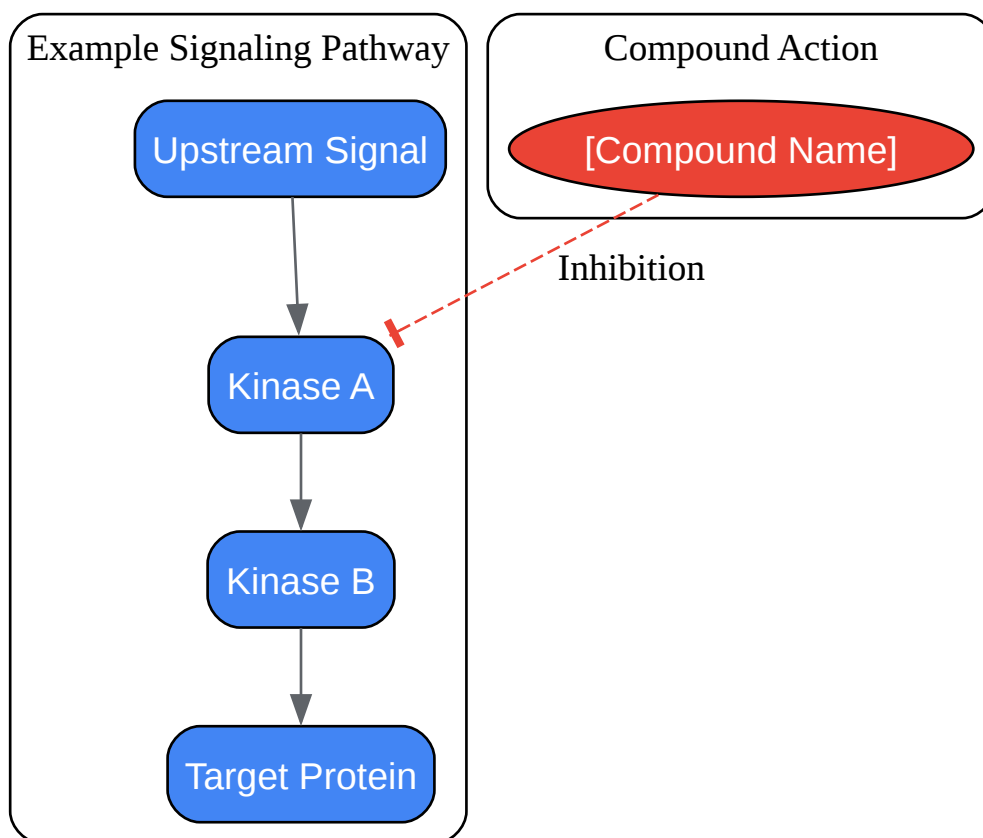 Example Signaling Pathway
Compound Action
Upstream Signal
[Compound Name]
Inhibition
Kinase A
Kinase B
Target Protein